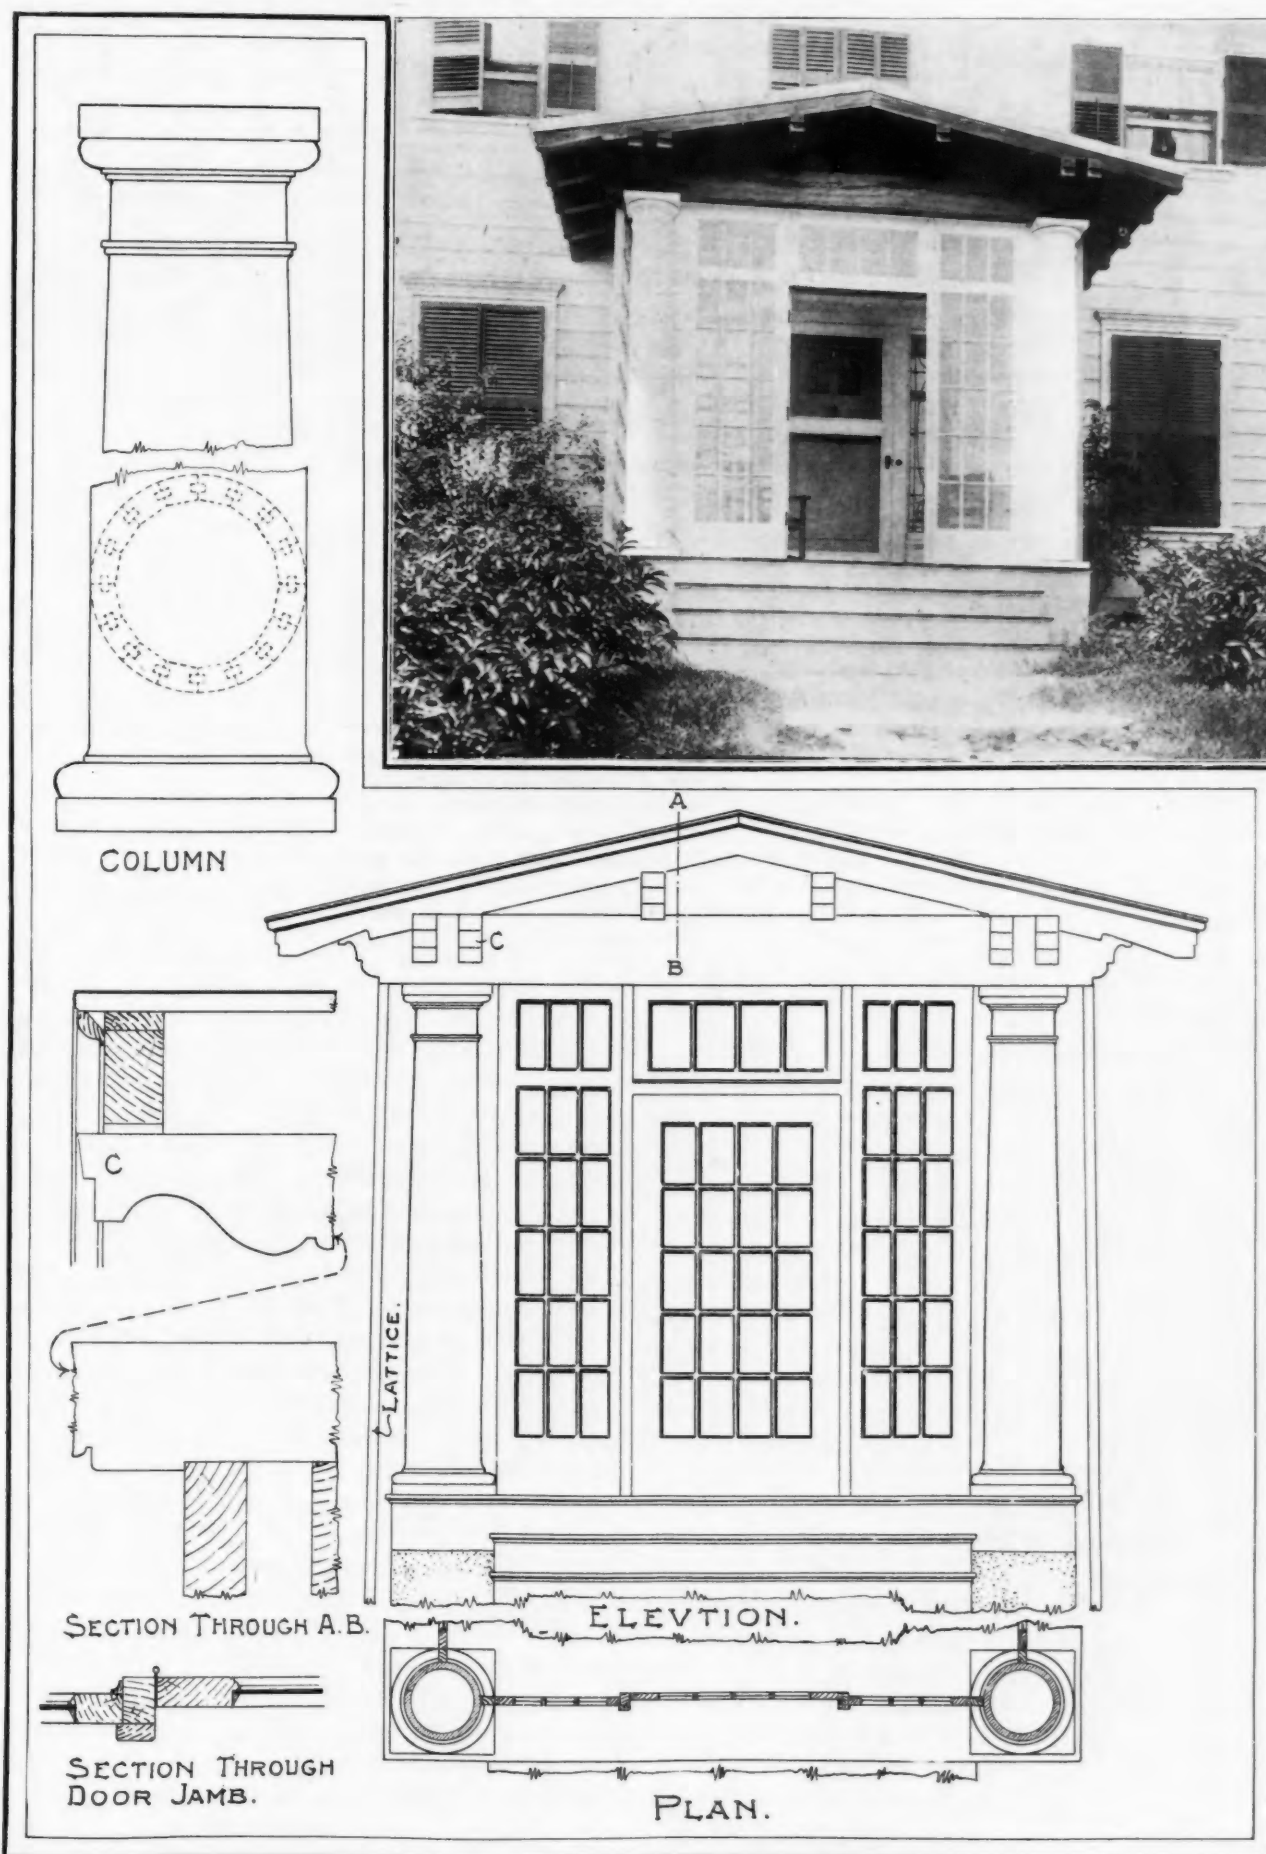 COLUMN
A
C
B
C
LATTICE.
SECTION THROUGH A.B.
ELEVTION.
SECTION THROUGH
DOOR JAMB.
PLAN.